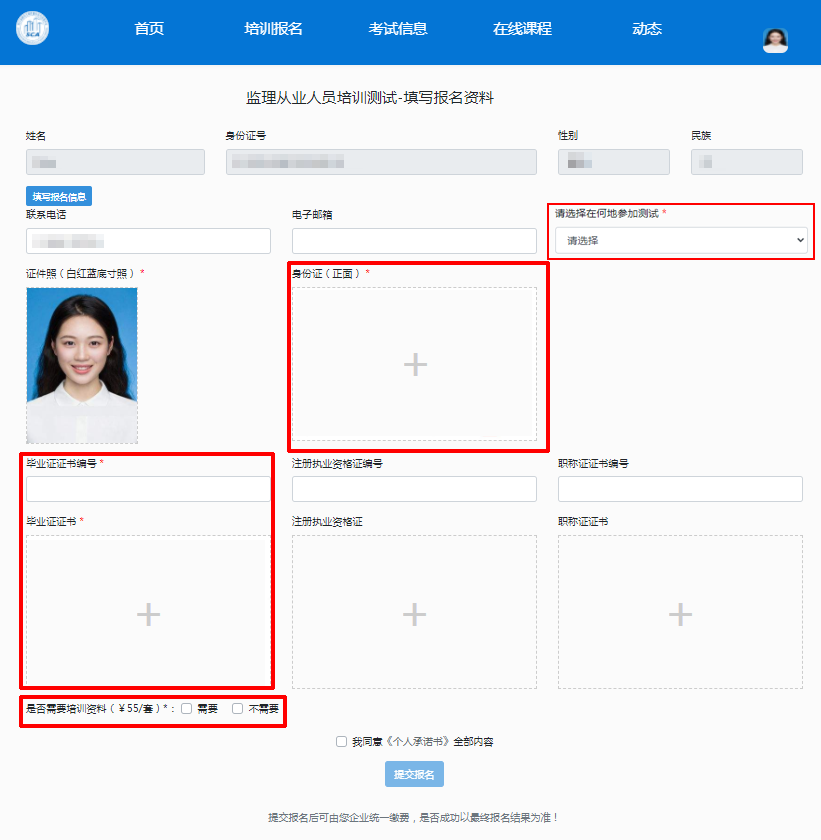 SCA
首页 培训报名 考试信息 在线课程 动态
监理从业人员培训测试-填写报名资料
姓名 身份证号 性别 民族
填写报名信息
联系电话 电子邮箱 请选择在何地参加测试 *
请选择
证件照（白红蓝底寸照）* 身份证（正面）*
毕业证证书编号 * 注册执业资格证编号 职称证证书编号
毕业证证书 * 注册执业资格证 职称证证书
是否需要培训资料（￥55/套）*： 需要 不需要
我同意《个人承诺书》全部内容
提交报名
提交报名后可由您企业统一缴费，是否成功以最终报名结果为准！